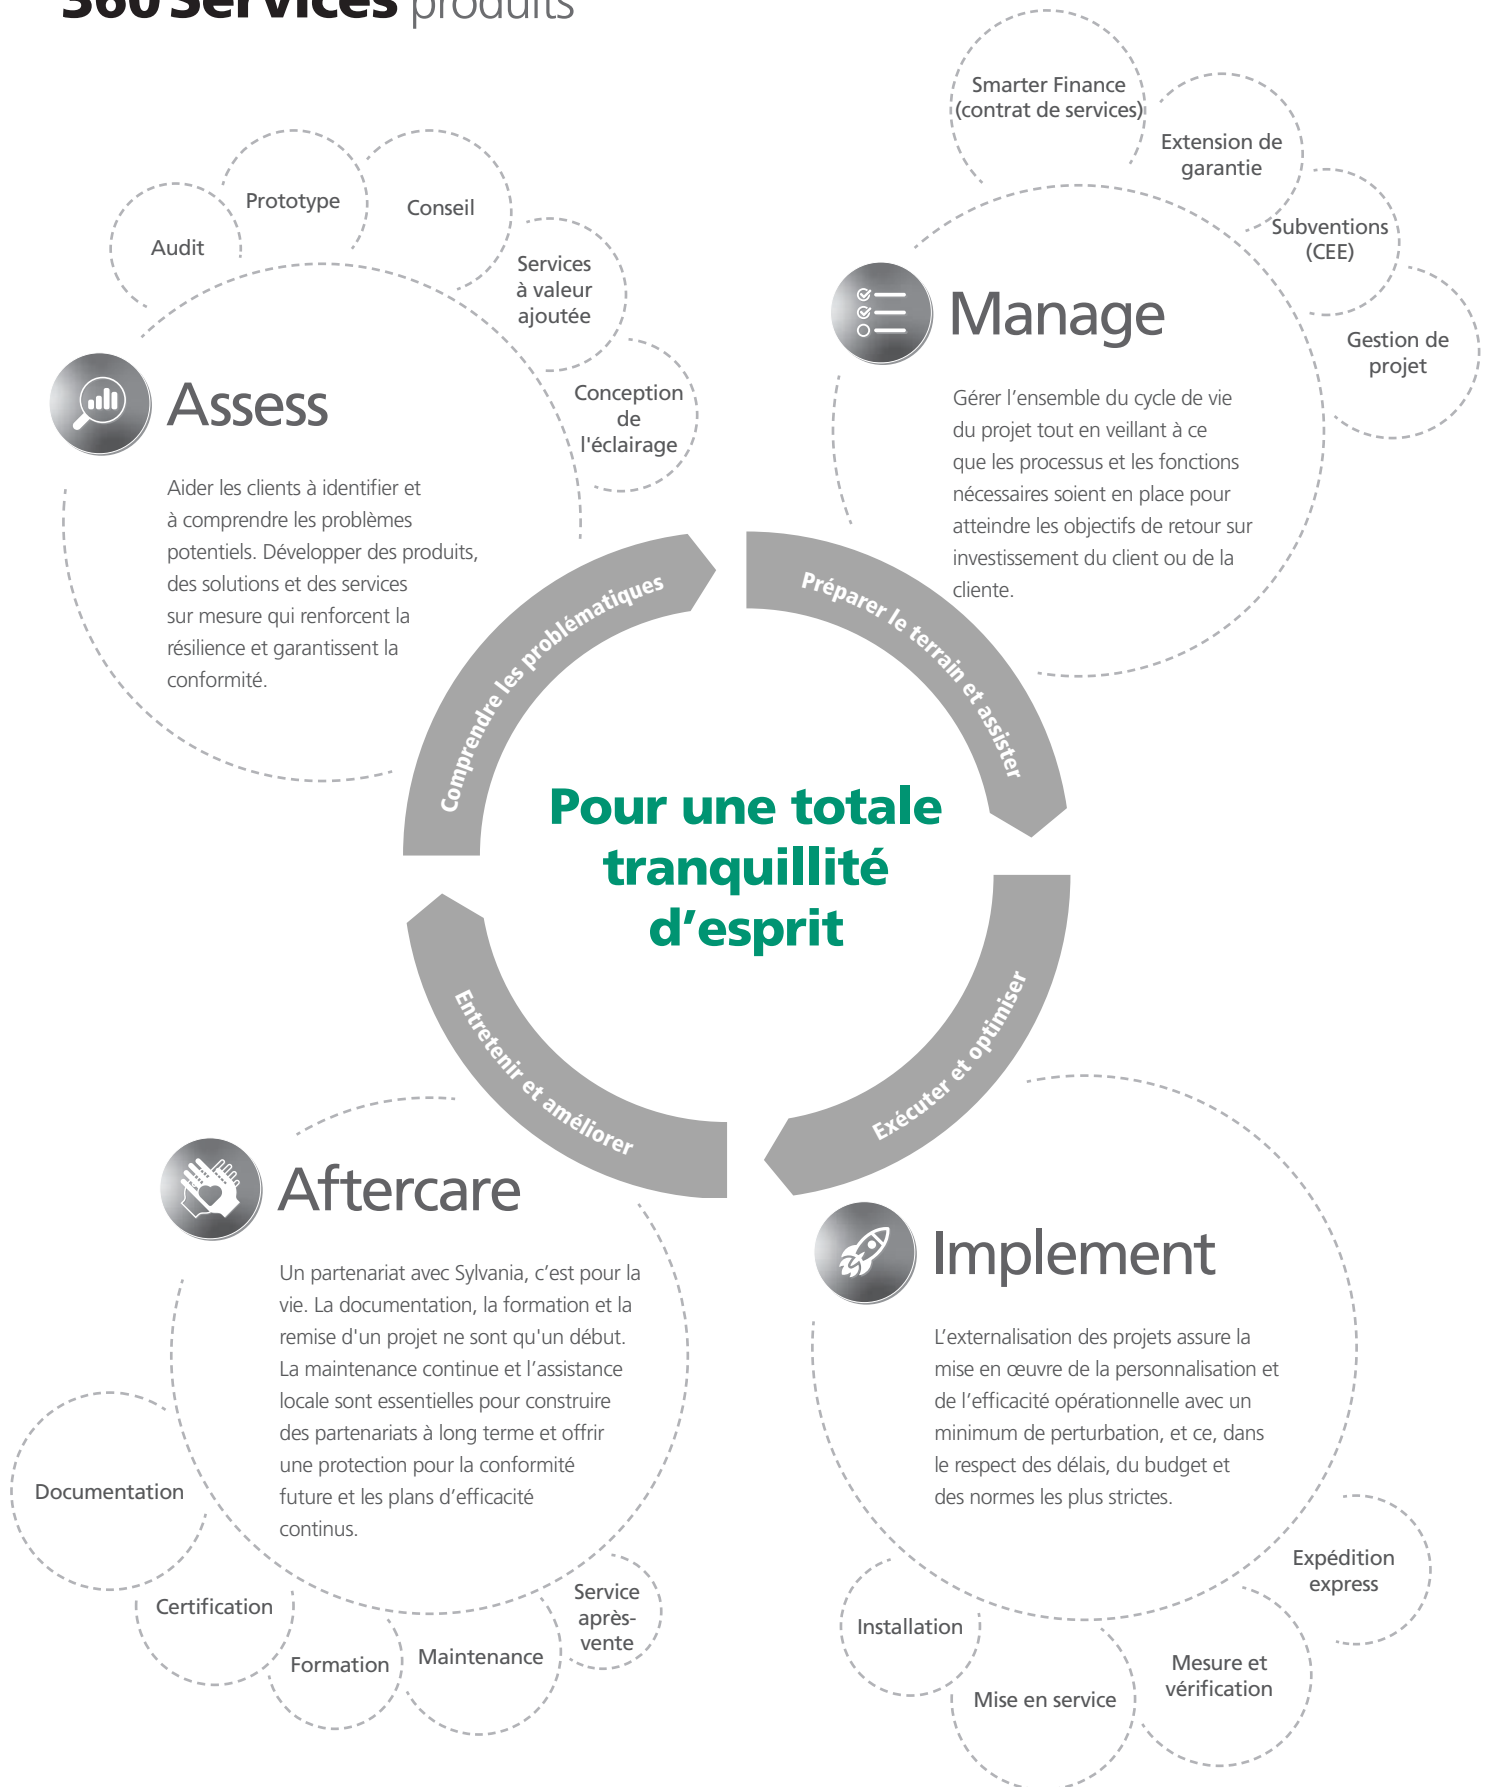 360 Services produits
Audit
Prototype
Conseil
Services
à valeur
ajoutée
Conception
de
l'éclairage
Assess
Aider les clients à identifier et
à comprendre les problèmes
potentiels. Développer des produits,
des solutions et des services
sur mesure qui renforcent la
résilience et garantissent la
conformité.
Smarter Finance
(contrat de services)
Extension de
garantie
Subventions
(CEE)
Gestion de
projet
Manage
Gérer l’ensemble du cycle de vie
du projet tout en veillant à ce
que les processus et les fonctions
nécessaires soient en place pour
atteindre les objectifs de retour sur
investissement du client ou de la
cliente.
Comprendre les problématiques
Préparer le terrain et assister
Pour une totale
tranquillité
d’esprit
Entretenir et améliorer
Exécuter et optimiser
Aftercare
Un partenariat avec Sylvania, c’est pour la
vie. La documentation, la formation et la
remise d'un projet ne sont qu'un début.
La maintenance continue et l’assistance
locale sont essentielles pour construire
des partenariats à long terme et offrir
une protection pour la conformité
future et les plans d’efficacité
continus.
Documentation
Certification
Formation
Maintenance
Service
après-
vente
Implement
L’externalisation des projets assure la
mise en œuvre de la personnalisation et
de l’efficacité opérationnelle avec un
minimum de perturbation, et ce, dans
le respect des délais, du budget et
des normes les plus strictes.
Installation
Mise en service
Mesure et
vérification
Expédition
express